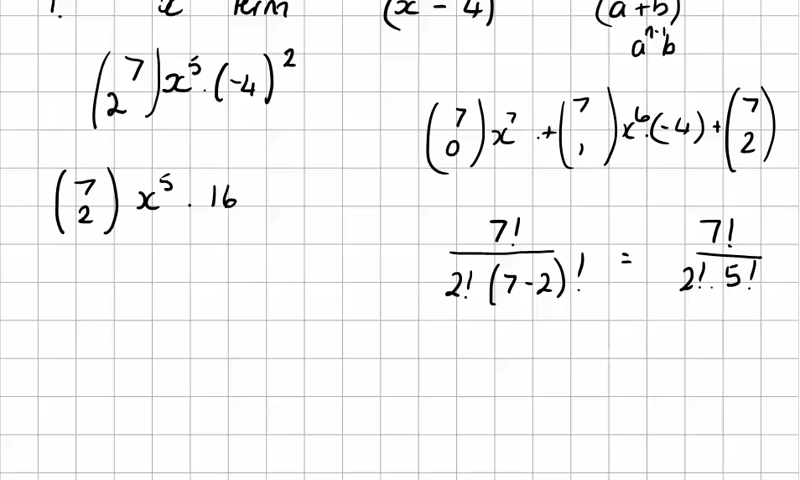 x term (x - 4) (a+b)
aⁿ⁻¹b
(7 2) x⁵ . (-4)²
(7 0) x⁷ . + (7 1) x⁶.(-4) + (7 2)
(7 2) x⁵ . 16
7! / 2! (7-2)! = 7! / 2! . 5!